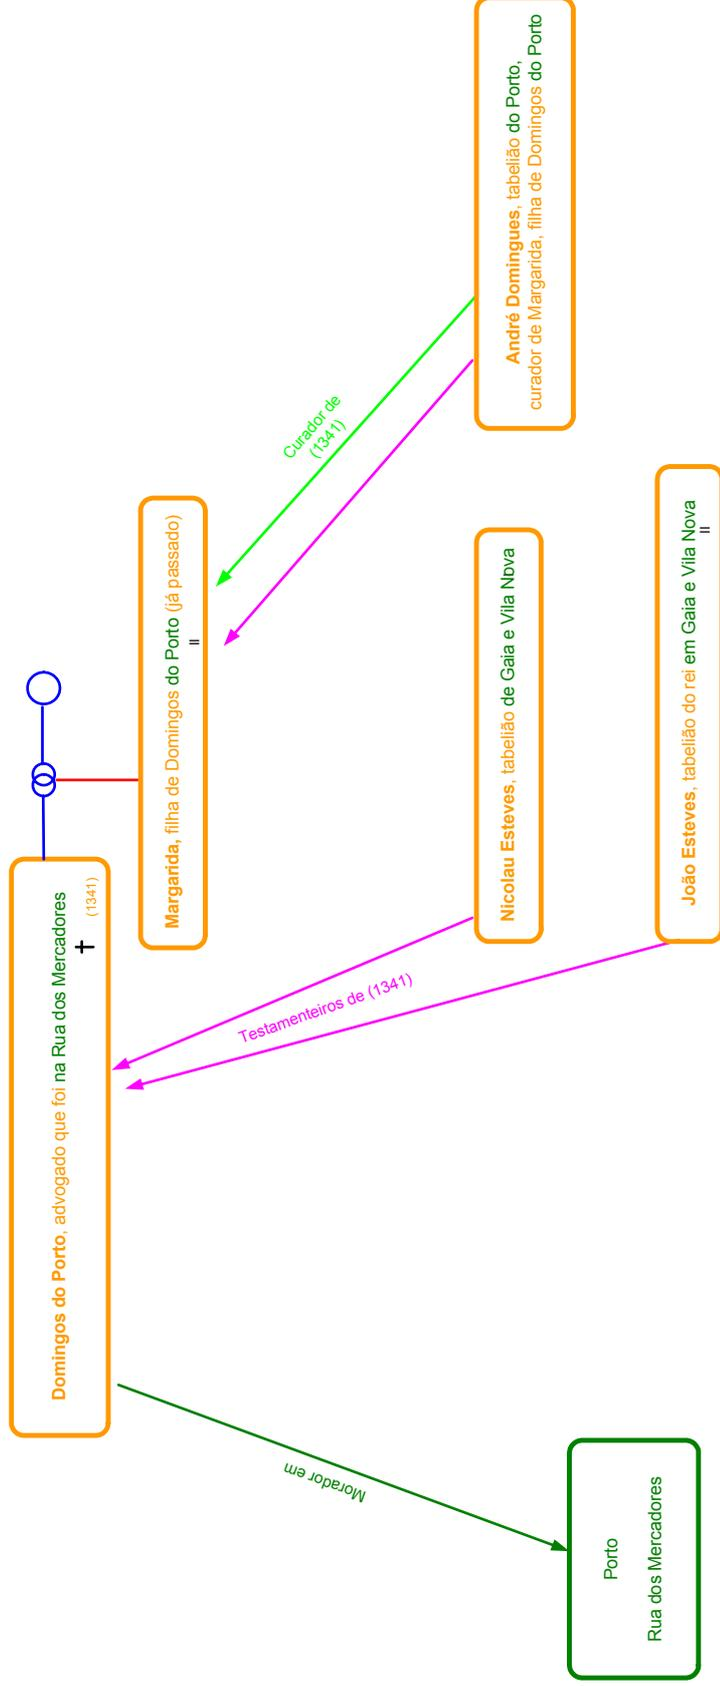 Domingos do Porto, advogado que foi na Rua dos Mercadores
(1341)
Margarida, filha de Domingos do Porto (já passado)
=
Curador de
(1341)
Testamenteiros de (1341)
Morador em
André Domingues, tabelião do Porto,
curador de Margarida, filha de Domingos do Porto
Nicolau Esteves, tabelião de Gaia e Vila Nova
João Esteves, tabelião do rei em Gaia e Vila Nova
=
Porto
Rua dos Mercadores